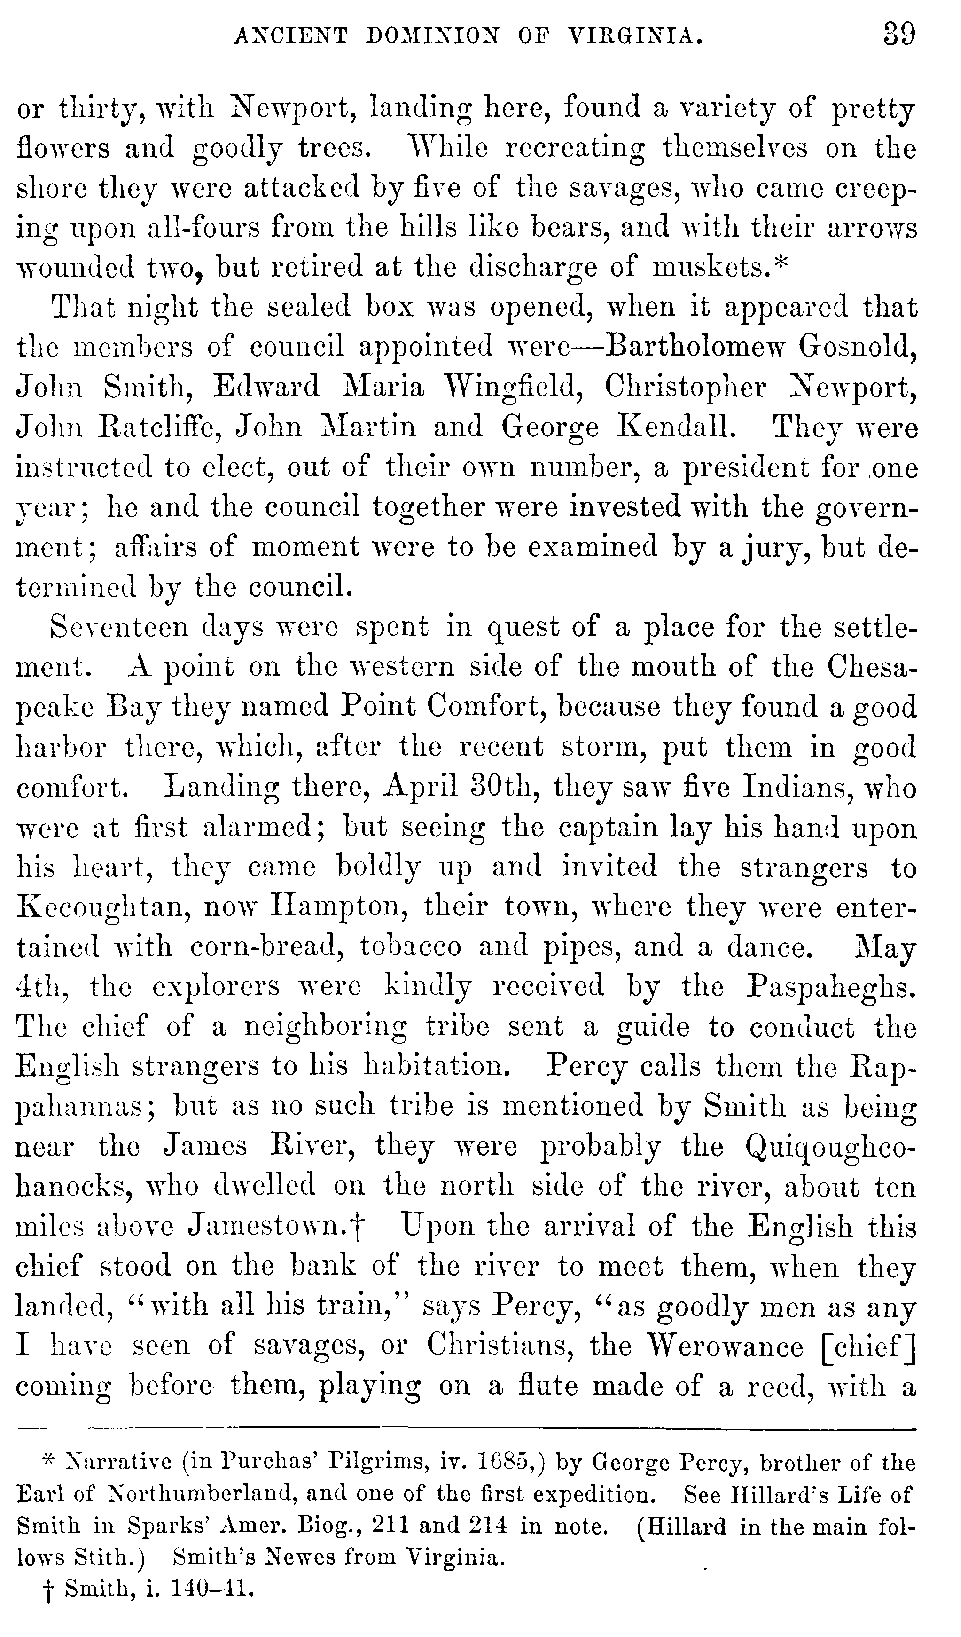 ANCIENT DOMINION OF VIRGINIA. 39
or thirty, with Newport, landing here, found a variety of pretty
flowers and goodly trees. While recreating themselves on the
shore they were attacked by five of the savages, who came creep-
ing upon all-fours from the hills like bears, and with their arrows
wounded two, but retired at the discharge of muskets.*
That night the sealed box was opened, when it appeared that
the members of council appointed were—Bartholomew Gosnold,
John Smith, Edward Maria Wingfield, Christopher Newport,
John Ratcliffe, John Martin and George Kendall. They were
instructed to elect, out of their own number, a president for one
year; he and the council together were invested with the govern-
ment; affairs of moment were to be examined by a jury, but de-
termined by the council.
Seventeen days were spent in quest of a place for the settle-
ment. A point on the western side of the mouth of the Chesa-
peake Bay they named Point Comfort, because they found a good
harbor there, which, after the recent storm, put them in good
comfort. Landing there, April 30th, they saw five Indians, who
were at first alarmed; but seeing the captain lay his hand upon
his heart, they came boldly up and invited the strangers to
Kecoughtan, now Hampton, their town, where they were enter-
tained with corn-bread, tobacco and pipes, and a dance. May
4th, the explorers were kindly received by the Paspaheghs.
The chief of a neighboring tribe sent a guide to conduct the
English strangers to his habitation. Percy calls them the Rap-
pahannas; but as no such tribe is mentioned by Smith as being
near the James River, they were probably the Quiqoughco-
hanocks, who dwelled on the north side of the river, about ten
miles above Jamestown.† Upon the arrival of the English this
chief stood on the bank of the river to meet them, when they
landed, "with all his train," says Percy, "as goodly men as any
I have seen of savages, or Christians, the Werowance [chief]
coming before them, playing on a flute made of a reed, with a
* Narrative (in Purchas' Pilgrims, iv. 1685,) by George Percy, brother of the
Earl of Northumberland, and one of the first expedition. See Hillard's Life of
Smith in Sparks' Amer. Biog., 211 and 214 in note. (Hillard in the main fol-
lows Stith.) Smith's Newes from Virginia.
† Smith, i. 140–41.